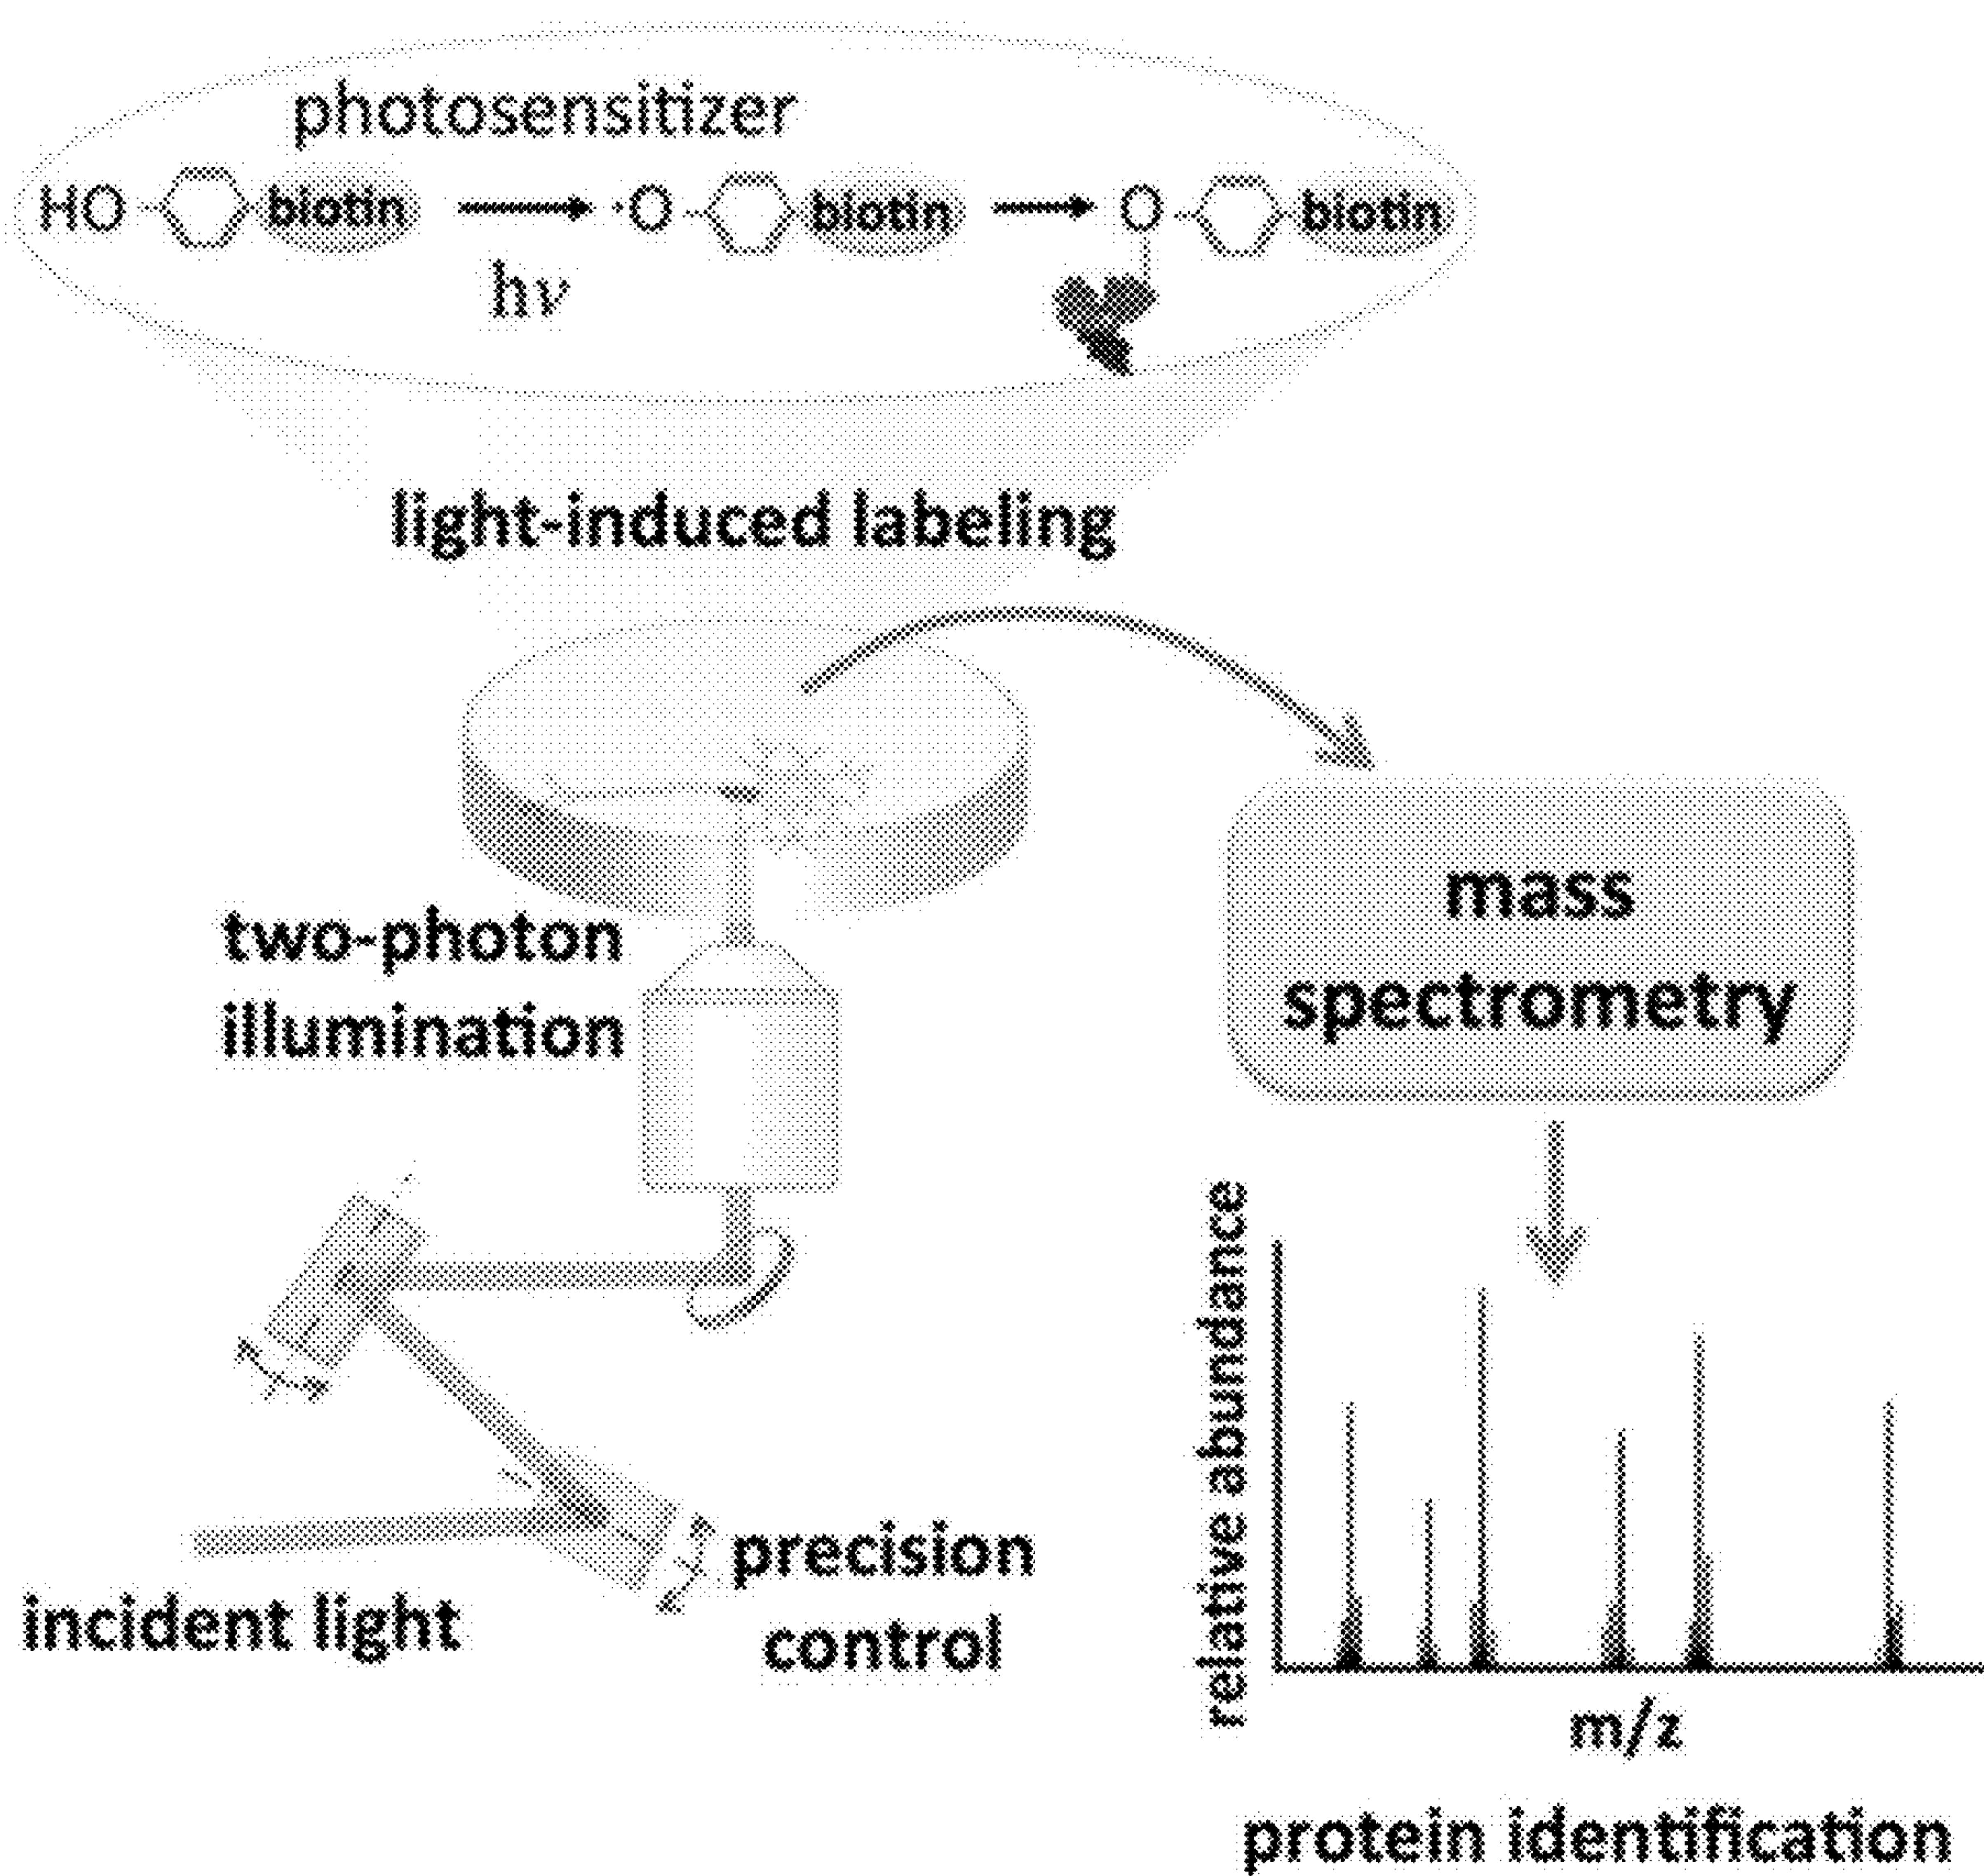 photosensitizer
HO biotin ·O biotin O biotin
hν
light-induced labeling
two-photon
illumination
mass
spectrometry
incident light
precision
control
relative abundance
m/z
protein identification